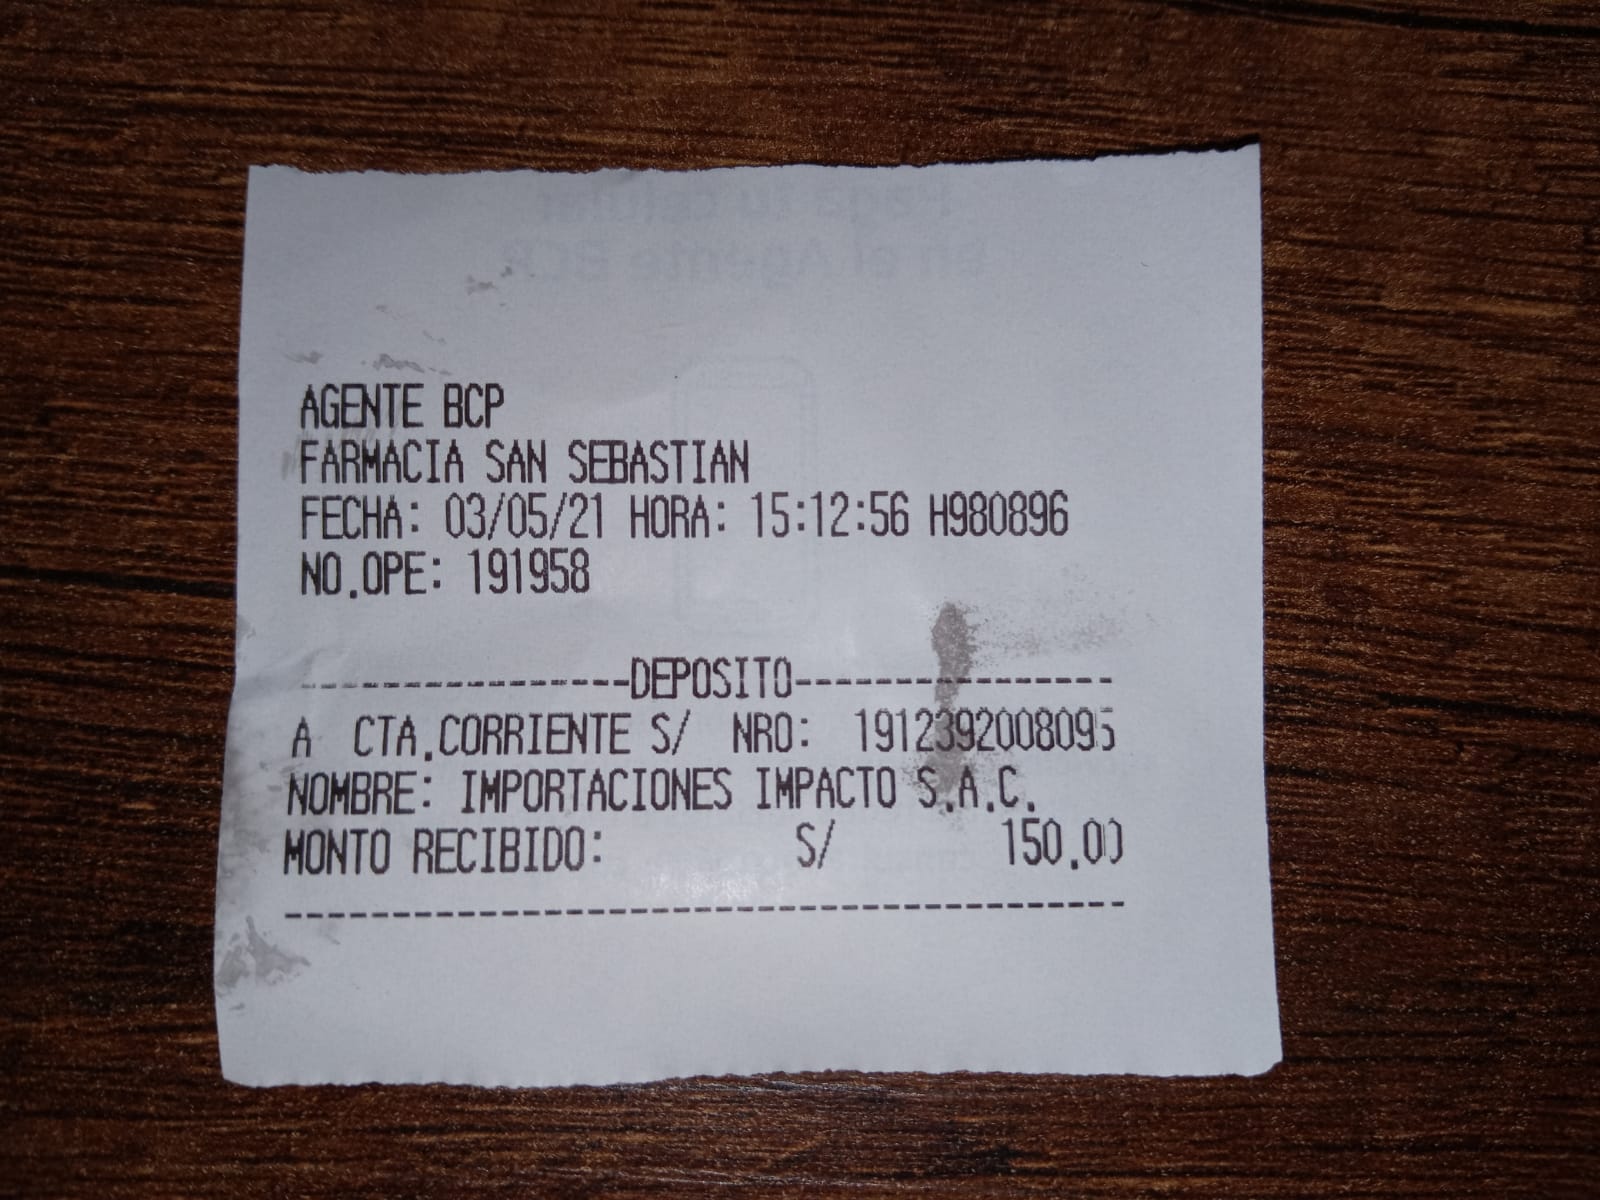 AGENTE BCP
FARMACIA SAN SEBASTIAN
FECHA: 03/05/21 HORA: 15:12:56 H980896
NO.OPE: 191958
-----------------DEPOSITO----------------
A CTA.CORRIENTE S/ NRO: 1912392008095
NOMBRE: IMPORTACIONES IMPACTO S.A.C.
MONTO RECIBIDO: S/ 150.00